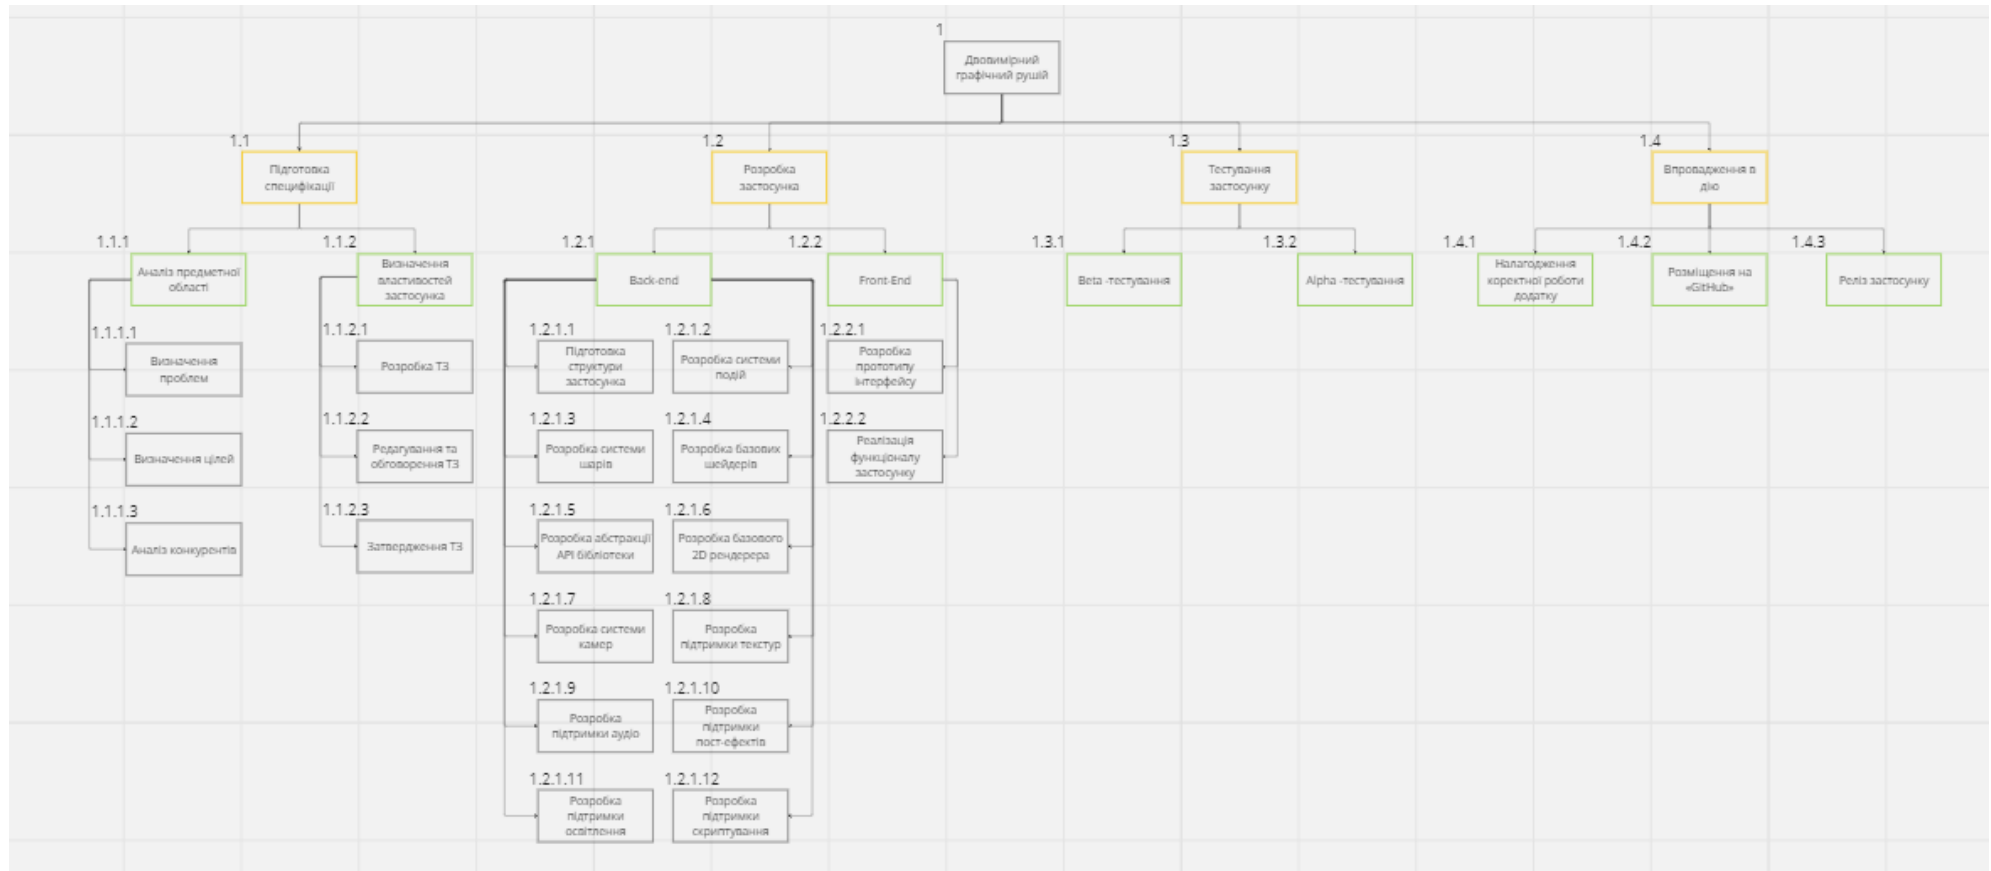 1
Двовимірний
графічний рушій
1.1
Підготовка
специфікації
1.2
Розробка
застосунка
1.3
Тестування
застосунку
1.4
Впровадження в
дію
1.1.1
Аналіз предметної
області
1.1.2
Визначення
властивостей
застосунка
1.2.1
Back-end
1.2.2
Front-End
1.3.1
Beta -тестування
1.3.2
Alpha -тестування
1.4.1
Налагодження
коректної роботи
додатку
1.4.2
Розміщення на
«GitHub»
1.4.3
Реліз застосунку
1.1.1.1
Визначення
проблем
1.1.1.2
Визначення цілей
1.1.1.3
Аналіз конкурентів
1.1.2.1
Розробка ТЗ
1.1.2.2
Редагування та
обговорення ТЗ
1.1.2.3
Затвердження ТЗ
1.2.1.1
Підготовка
структури
застосунка
1.2.1.2
Розробка системи
подій
1.2.1.3
Розробка системи
шарів
1.2.1.4
Розробка базових
шейдерів
1.2.1.5
Розробка абстракції
API бібліотеки
1.2.1.6
Розробка базового
2D рендерера
1.2.1.7
Розробка системи
камер
1.2.1.8
Розробка
підтримки текстур
1.2.1.9
Розробка
підтримки аудіо
1.2.1.10
Розробка
підтримки
пост-ефектів
1.2.1.11
Розробка
підтримки
освітлення
1.2.1.12
Розробка
підтримки
скриптування
1.2.2.1
Розробка
прототипу
інтерфейсу
1.2.2.2
Реалізація
функціоналу
застосунку